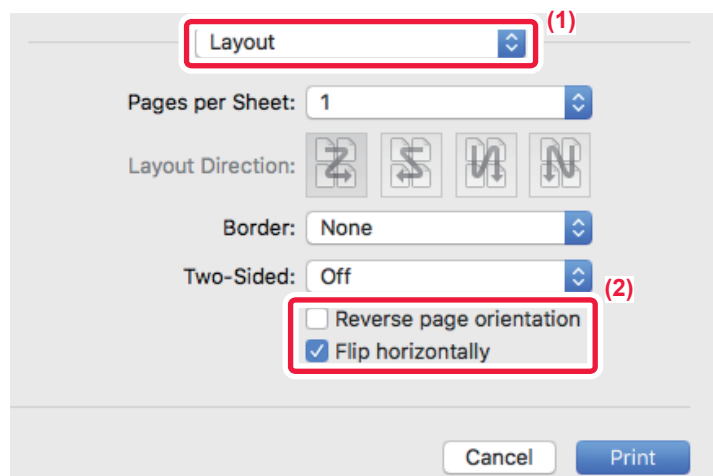 (1)
Layout
Pages per Sheet: 1
Layout Direction:
Border: None
Two-Sided: Off
(2)
Reverse page orientation
Flip horizontally
Cancel Print